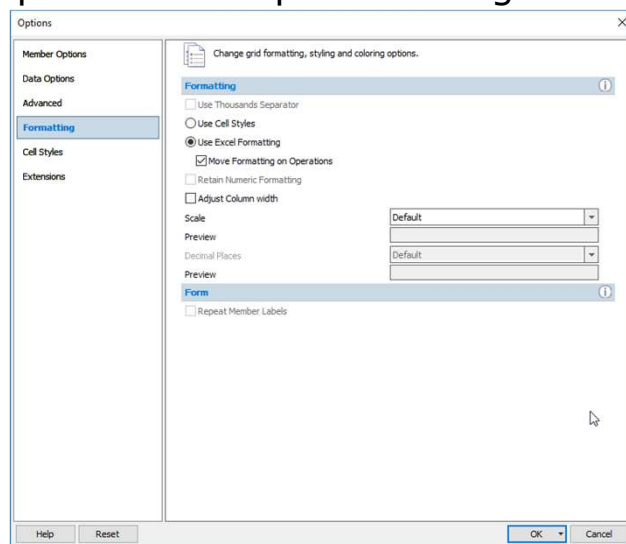 Options
Member Options
Data Options
Advanced
Formatting
Cell Styles
Extensions
Change grid formatting, styling and coloring options.
Formatting
Use Thousands Separator
Use Cell Styles
Use Excel Formatting
Move Formatting on Operations
Retain Numeric Formatting
Adjust Column width
Scale Default
Preview
Decimal Places Default
Preview
Form
Repeat Member Labels
Help Reset OK Cancel